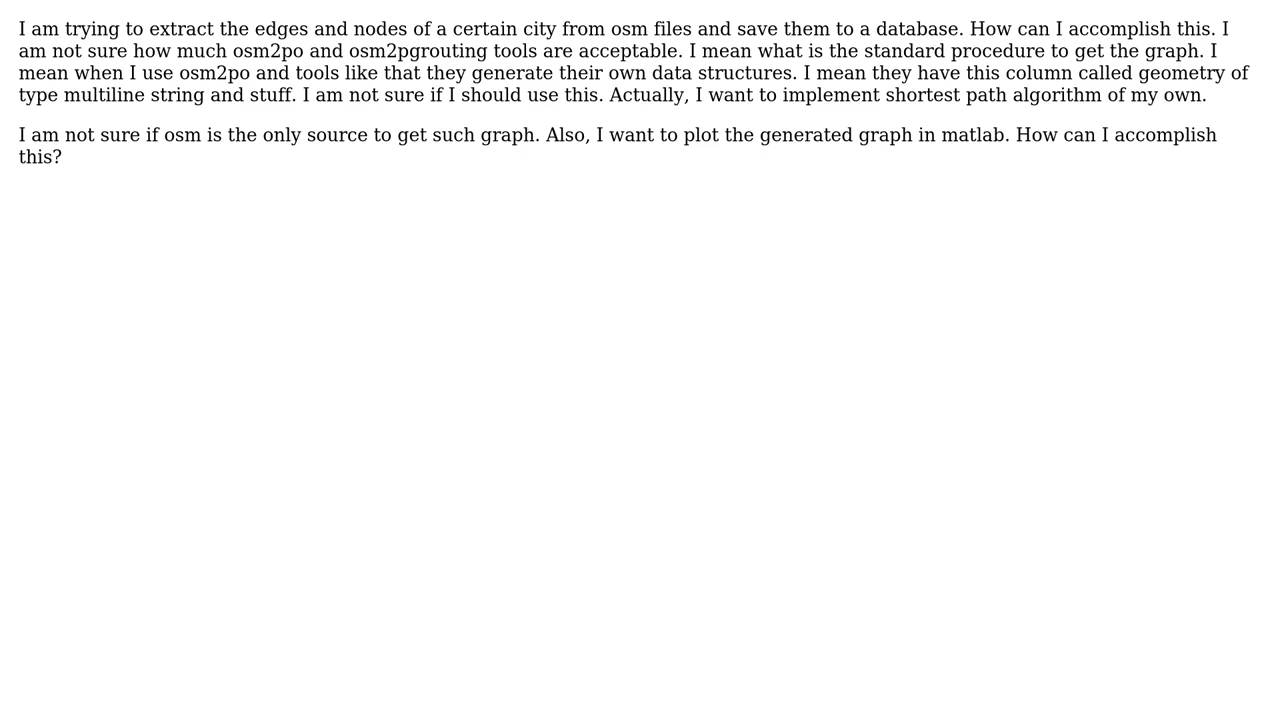 I am trying to extract the edges and nodes of a certain city from osm files and save them to a database. How can I accomplish this. I
am not sure how much osm2po and osm2pgrouting tools are acceptable. I mean what is the standard procedure to get the graph. I
mean when I use osm2po and tools like that they generate their own data structures. I mean they have this column called geometry of
type multiline string and stuff. I am not sure if I should use this. Actually, I want to implement shortest path algorithm of my own.
I am not sure if osm is the only source to get such graph. Also, I want to plot the generated graph in matlab. How can I accomplish
this?